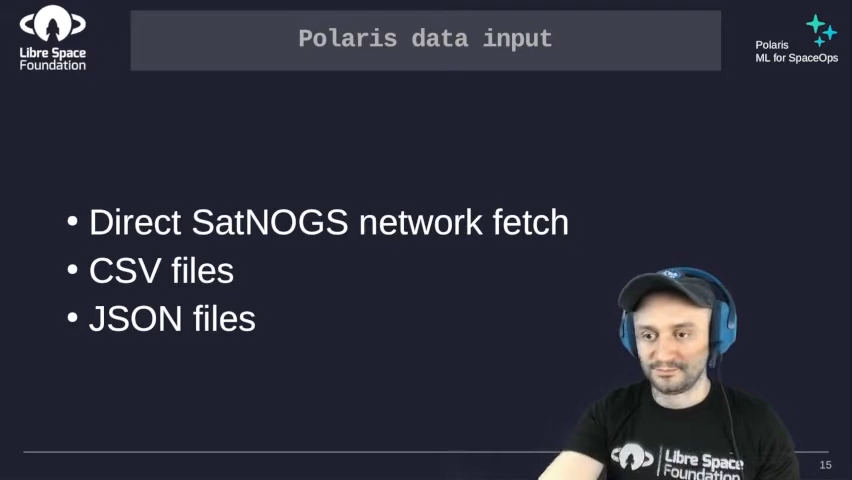 Libre Space
Foundation
Polaris data input
Polaris
ML for SpaceOps
• Direct SatNOGS network fetch
• CSV files
• JSON files
Libre Space
Foundation
15